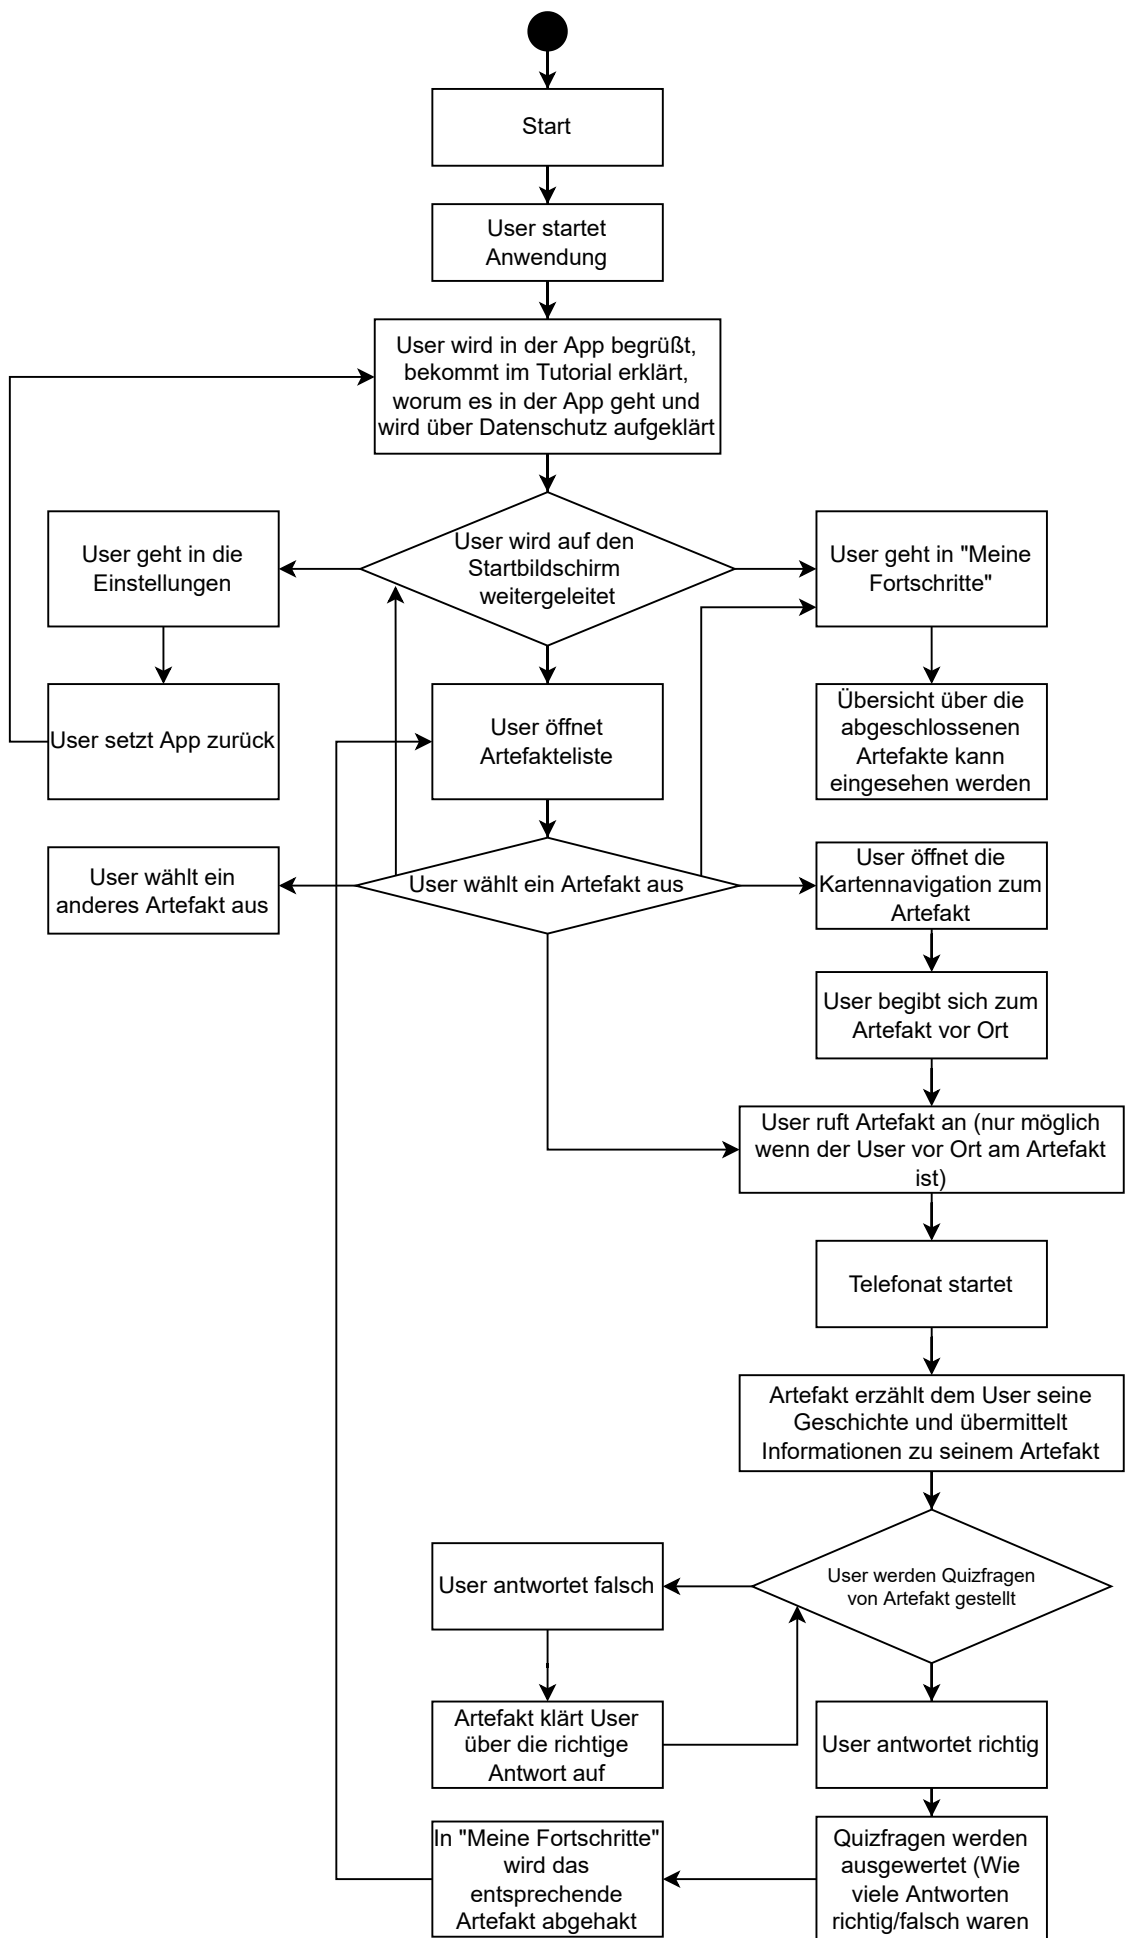 Start
User startet
Anwendung
User wird in der App begrüßt,
bekommt im Tutorial erklärt,
worum es in der App geht und
wird über Datenschutz aufgeklärt
User geht in die
Einstellungen
User wird auf den
Startbildschirm
weitergeleitet
User geht in "Meine
Fortschritte"
User setzt App zurück
User öffnet
Artefakteliste
Übersicht über die
abgeschlossenen
Artefakte kann
eingesehen werden
User wählt ein
anderes Artefakt aus
User wählt ein Artefakt aus
User öffnet die
Kartennavigation zum
Artefakt
User begibt sich zum
Artefakt vor Ort
User ruft Artefakt an (nur möglich
wenn der User vor Ort am Artefakt
ist)
Telefonat startet
Artefakt erzählt dem User seine
Geschichte und übermittelt
Informationen zu seinem Artefakt
User antwortet falsch
User werden Quizfragen
von Artefakt gestellt
Artefakt klärt User
über die richtige
Antwort auf
User antwortet richtig
In "Meine Fortschritte"
wird das
entsprechende
Artefakt abgehakt
Quizfragen werden
ausgewertet (Wie
viele Antworten
richtig/falsch waren